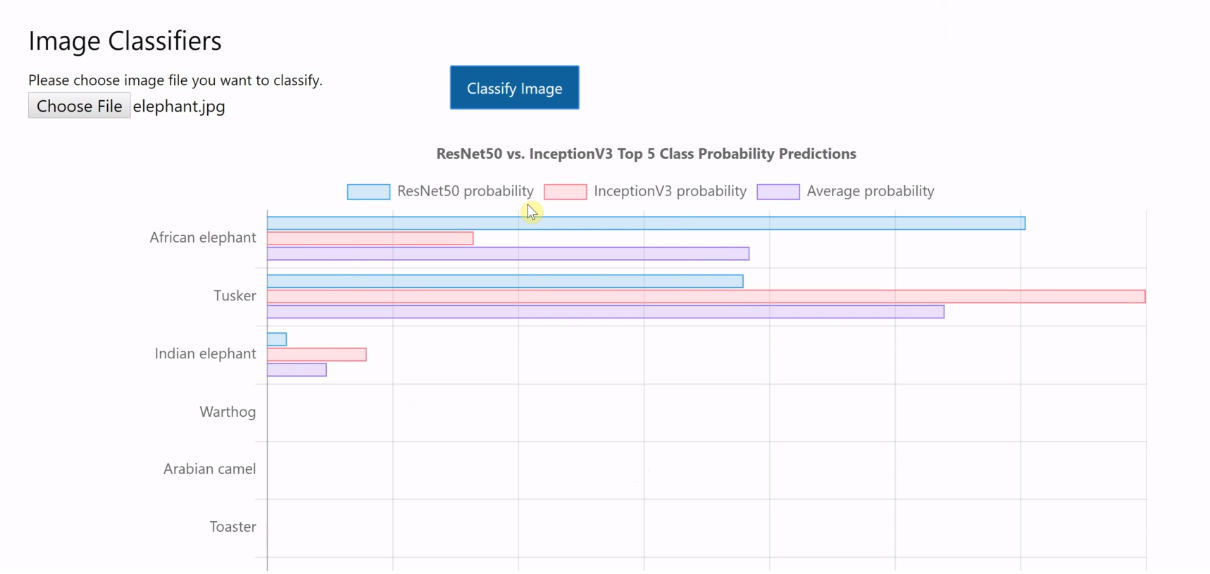 Image Classifiers
Please choose image file you want to classify.
Choose File elephant.jpg
Classify Image
ResNet50 vs. InceptionV3 Top 5 Class Probability Predictions
ResNet50 probability InceptionV3 probability Average probability
African elephant
Tusker
Indian elephant
Warthog
Arabian camel
Toaster